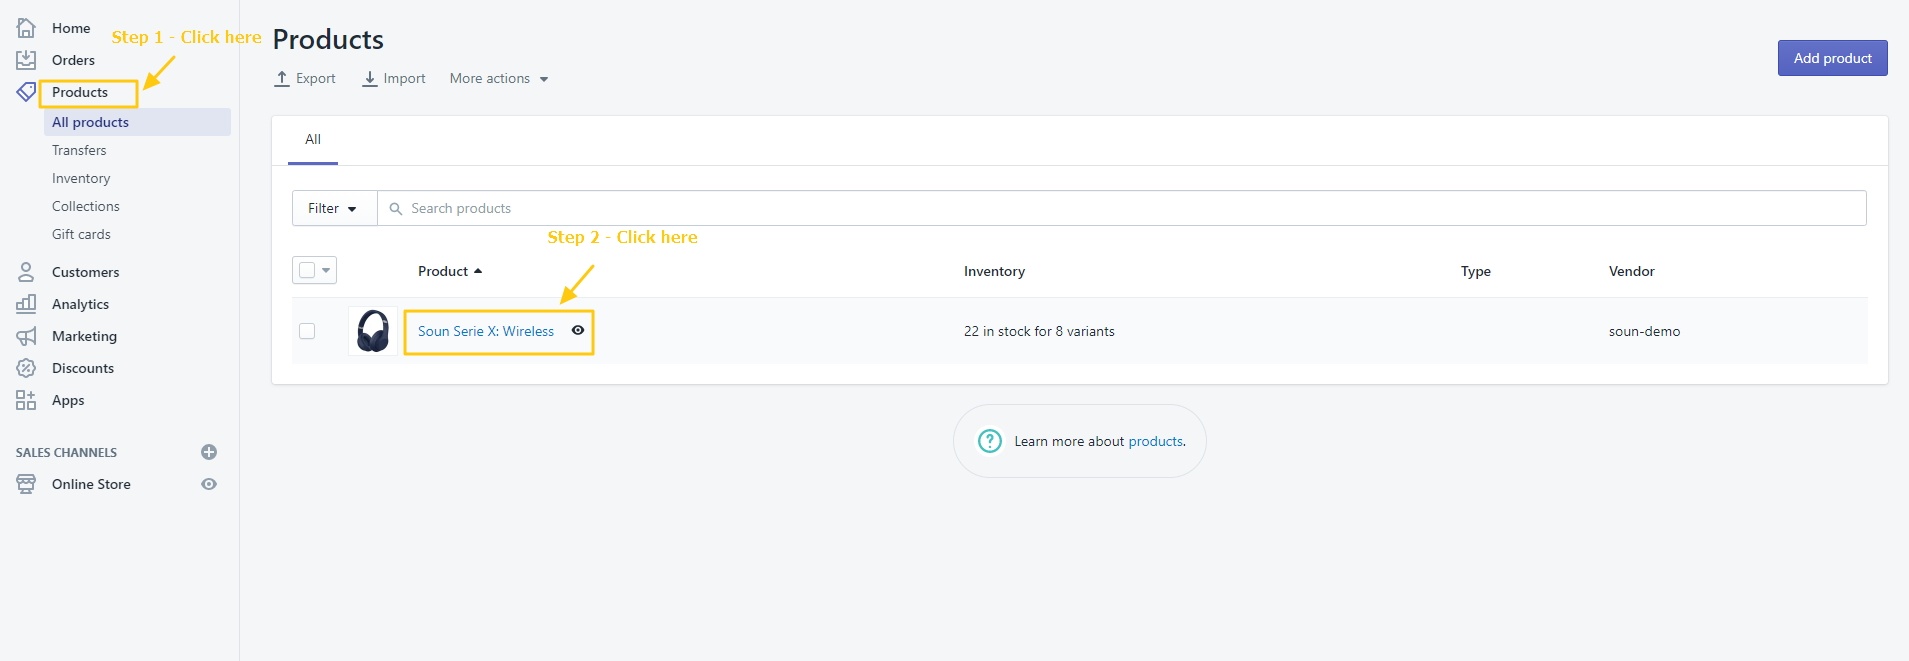 Home
Step 1 - Click here
Orders
Products
All products
Transfers
Inventory
Collections
Gift cards
Customers
Analytics
Marketing
Discounts
Apps
SALES CHANNELS
Online Store
Products
Export Import More actions
Add product
All
Filter Search products
Step 2 - Click here
Product Inventory Type Vendor
Soun Serie X: Wireless 22 in stock for 8 variants soun-demo
Learn more about products.